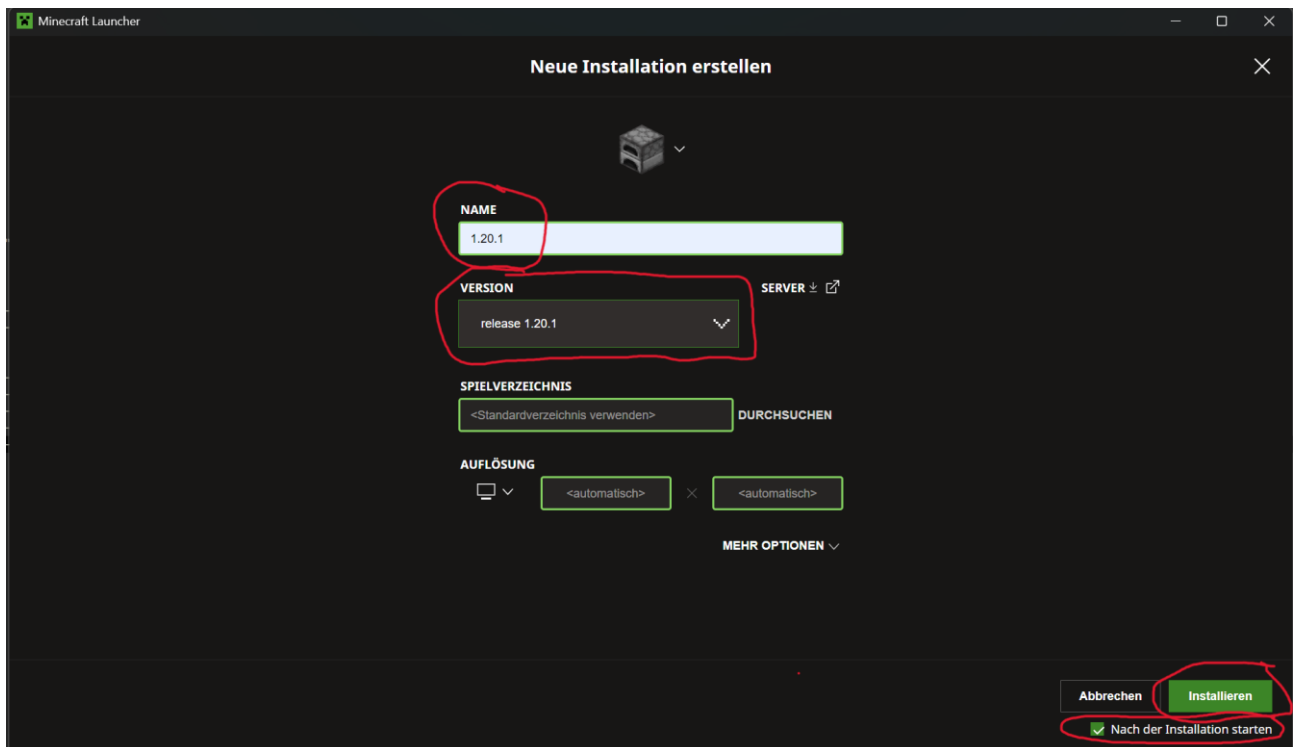 Minecraft Launcher
Neue Installation erstellen
NAME
1.20.1
VERSION
SERVER
release 1.20.1
SPIELVERZEICHNIS
<Standardverzeichnis verwenden>
DURCHSUCHEN
AUFLÖSUNG
<automatisch>
<automatisch>
MEHR OPTIONEN
Abbrechen
Installieren
Nach der Installation starten